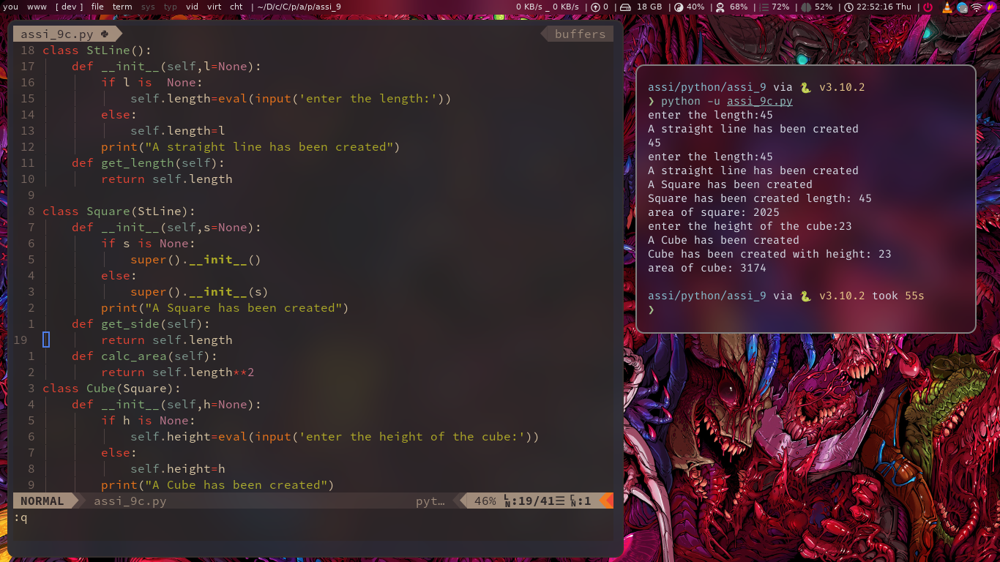 you www [ dev ] file term sys typ vid virt cht | ~/D/c/C/p/a/p/assi_9 0 KB/s _ 0 KB/s | 0 | 18 GB | 40% | 68% | 72% | 52% | 22:52:16 Thu |
assi_9c.py buffers
18 class StLine():
17     def __init__(self,l=None):
16         if l is  None:
15             self.length=eval(input('enter the length:'))
14         else:
13             self.length=l
12         print("A straight line has been created")
11     def get_length(self):
10         return self.length
9
8 class Square(StLine):
7     def __init__(self,s=None):
6         if s is None:
5             super().__init__()
4         else:
3             super().__init__(s)
2         print("A Square has been created")
1     def get_side(self):
19         return self.length
1     def calc_area(self):
2         return self.length**2
3 class Cube(Square):
4     def __init__(self,h=None):
5         if h is None:
6             self.height=eval(input('enter the height of the cube:'))
7         else:
8             self.height=h
9         print("A Cube has been created")
NORMAL assi_9c.py pyt… 46% LN:19/41☰ CN:1
:q
assi/python/assi_9 via 🐍 v3.10.2
❯ python -u assi_9c.py
enter the length:45
A straight line has been created
45
enter the length:45
A straight line has been created
A Square has been created
Square has been created length: 45
area of square: 2025
enter the height of the cube:23
A Cube has been created
Cube has been created with height: 23
area of cube: 3174
assi/python/assi_9 via 🐍 v3.10.2 took 55s
❯